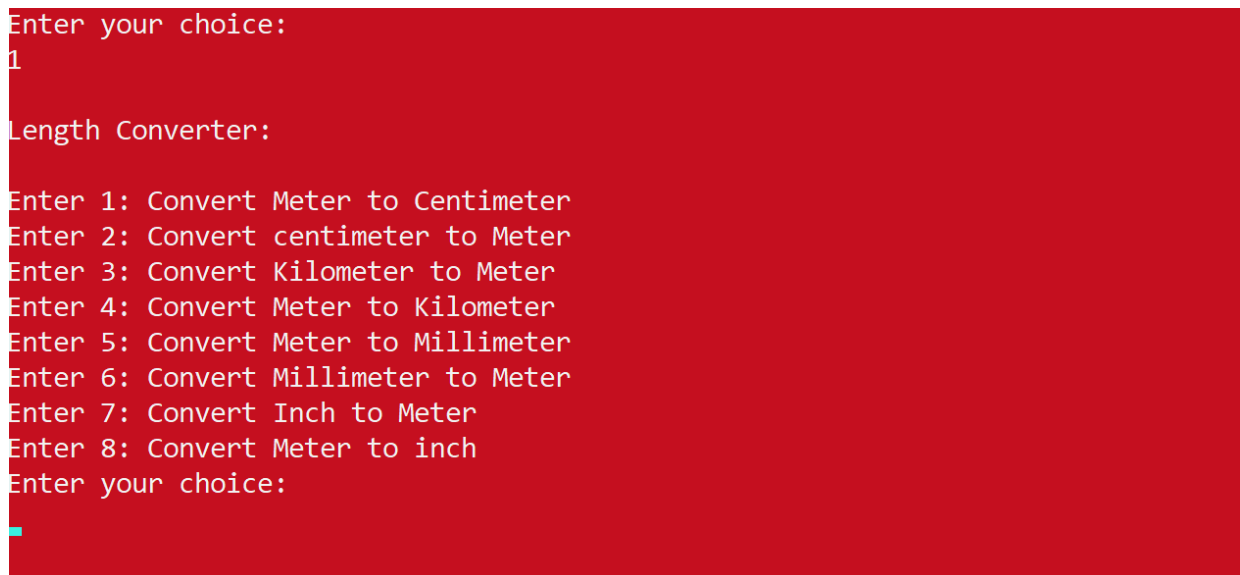 Enter your choice:
1
Length Converter:
Enter 1: Convert Meter to Centimeter
Enter 2: Convert centimeter to Meter
Enter 3: Convert Kilometer to Meter
Enter 4: Convert Meter to Kilometer
Enter 5: Convert Meter to Millimeter
Enter 6: Convert Millimeter to Meter
Enter 7: Convert Inch to Meter
Enter 8: Convert Meter to inch
Enter your choice: